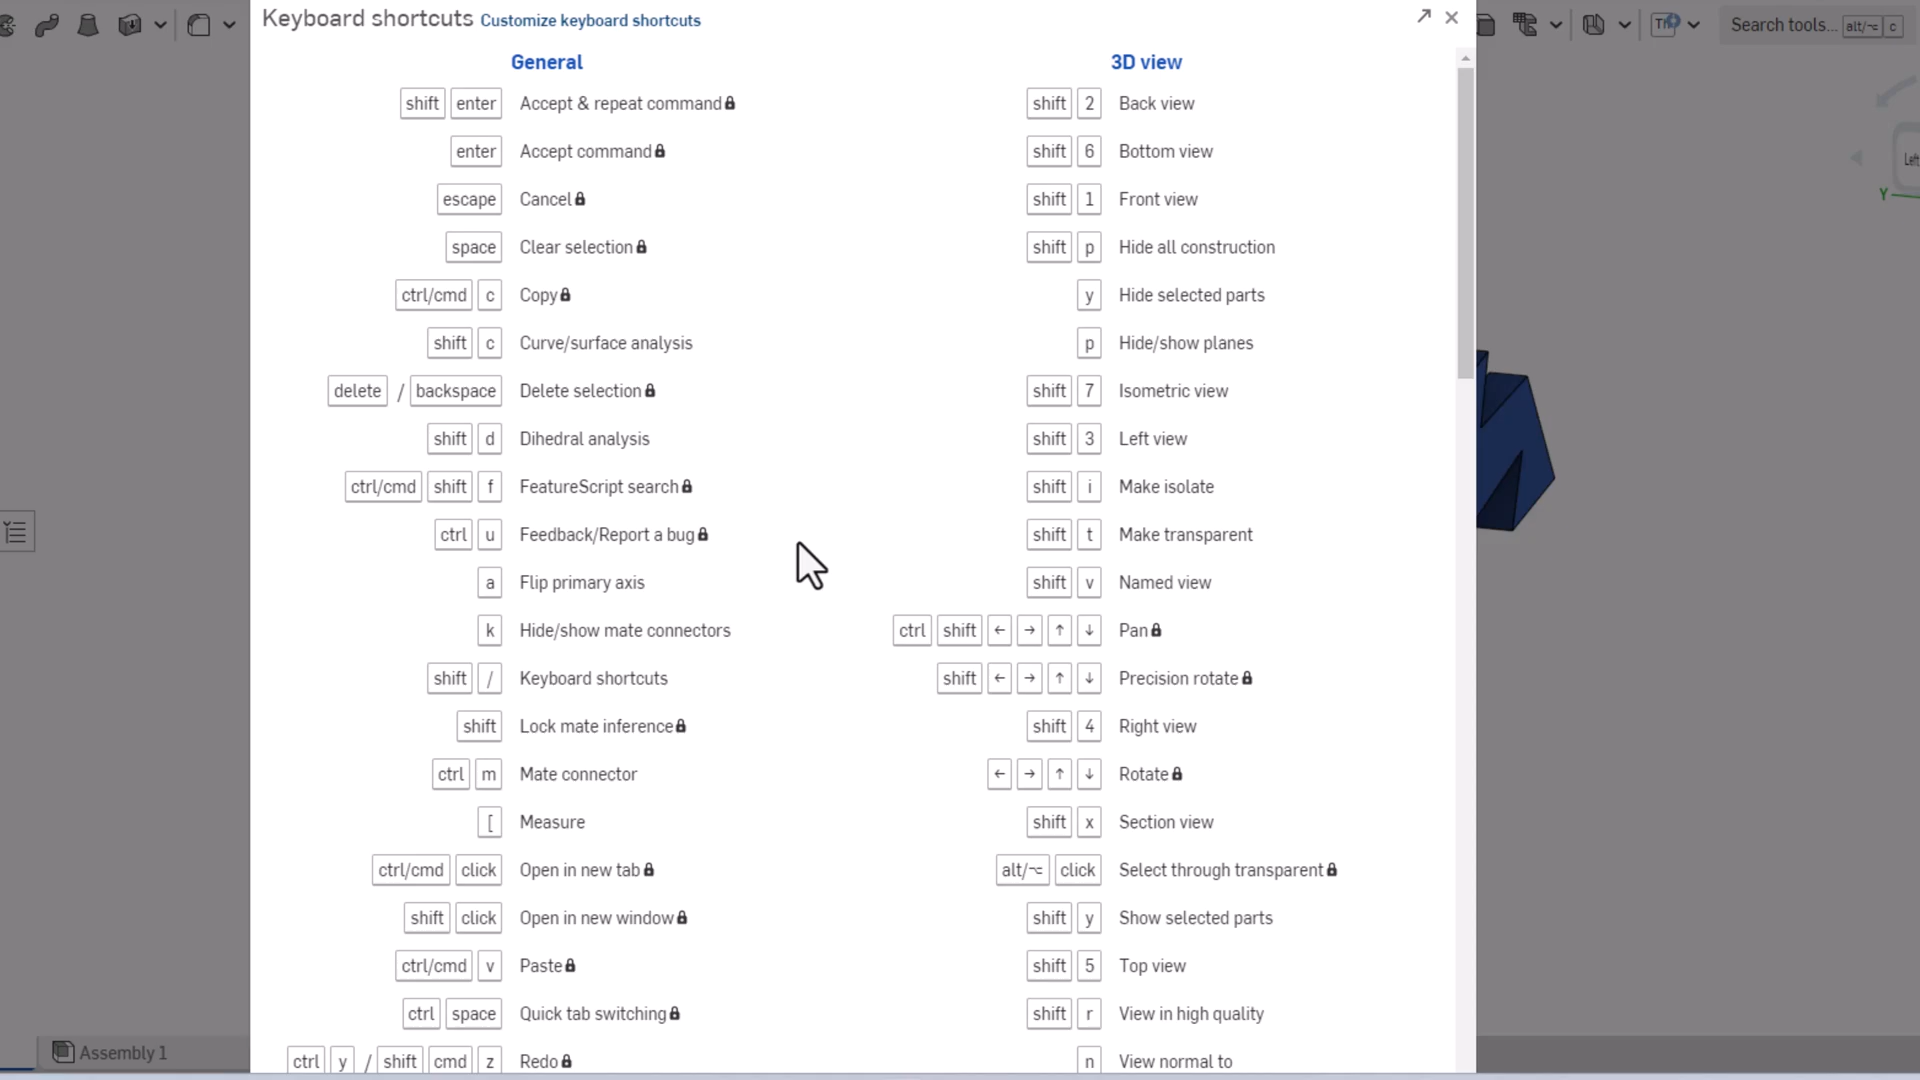 Keyboard shortcuts Customize keyboard shortcuts
Search tools... alt/⌥ c
General
shift enter Accept & repeat command
enter Accept command
escape Cancel
space Clear selection
ctrl/cmd c Copy
shift c Curve/surface analysis
delete / backspace Delete selection
shift d Dihedral analysis
ctrl/cmd shift f FeatureScript search
ctrl u Feedback/Report a bug
a Flip primary axis
k Hide/show mate connectors
shift / Keyboard shortcuts
shift Lock mate inference
ctrl m Mate connector
[ Measure
ctrl/cmd click Open in new tab
shift click Open in new window
ctrl/cmd v Paste
ctrl space Quick tab switching
ctrl y / shift cmd z Redo
3D view
shift 2 Back view
shift 6 Bottom view
shift 1 Front view
shift p Hide all construction
y Hide selected parts
p Hide/show planes
shift 7 Isometric view
shift 3 Left view
shift i Make isolate
shift t Make transparent
shift v Named view
ctrl shift ← → ↑ ↓ Pan
shift ← → ↑ ↓ Precision rotate
shift 4 Right view
← → ↑ ↓ Rotate
shift x Section view
alt/⌥ click Select through transparent
shift y Show selected parts
shift 5 Top view
shift r View in high quality
n View normal to
Left
Y
Assembly 1